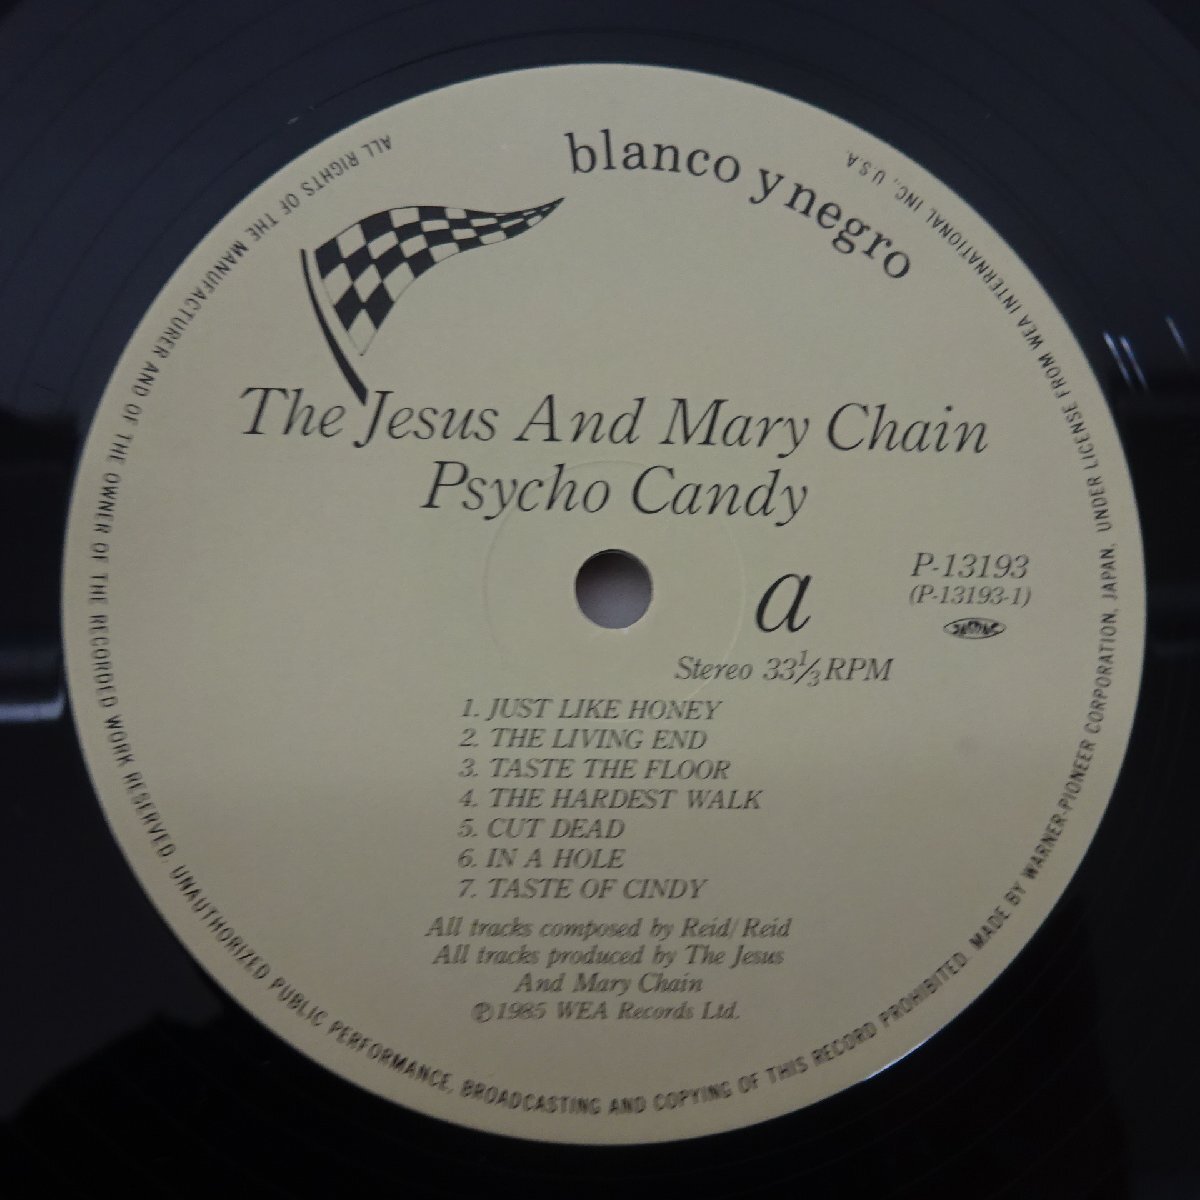 blanco y negro
The Jesus And Mary Chain
Psycho Candy
a
P-13193
(P-13193-1)
Stereo 33⅓ RPM
1. JUST LIKE HONEY
2. THE LIVING END
3. TASTE THE FLOOR
4. THE HARDEST WALK
5. CUT DEAD
6. IN A HOLE
7. TASTE OF CINDY
All tracks composed by Reid/Reid
All tracks produced by The Jesus
And Mary Chain
℗1985 WEA Records Ltd.
ALL RIGHTS OF THE MANUFACTURER AND OF THE OWNER OF THE RECORDED WORK RESERVED. UNAUTHORIZED PUBLIC PERFORMANCE, BROADCASTING AND COPYING OF THIS RECORD PROHIBITED. MADE BY WARNER-PIONEER CORPORATION, JAPAN, UNDER LICENSE FROM WEA INTERNATIONAL INC., U.S.A.